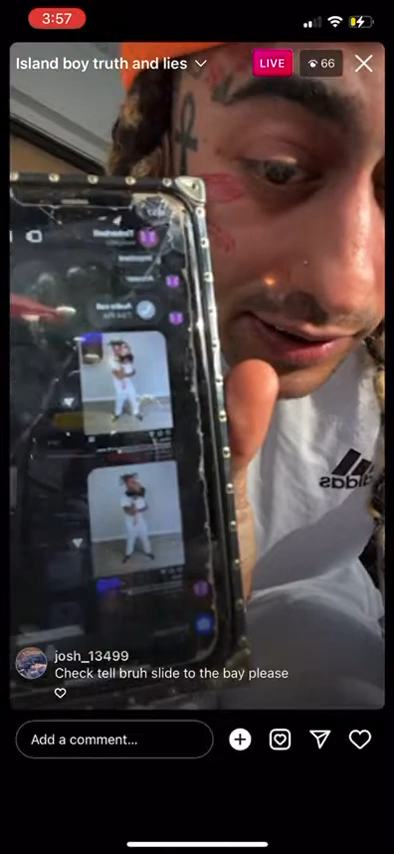 3:57
Island boy truth and lies
LIVE
66
adidas
josh_13499
Check tell bruh slide to the bay please
Add a comment...